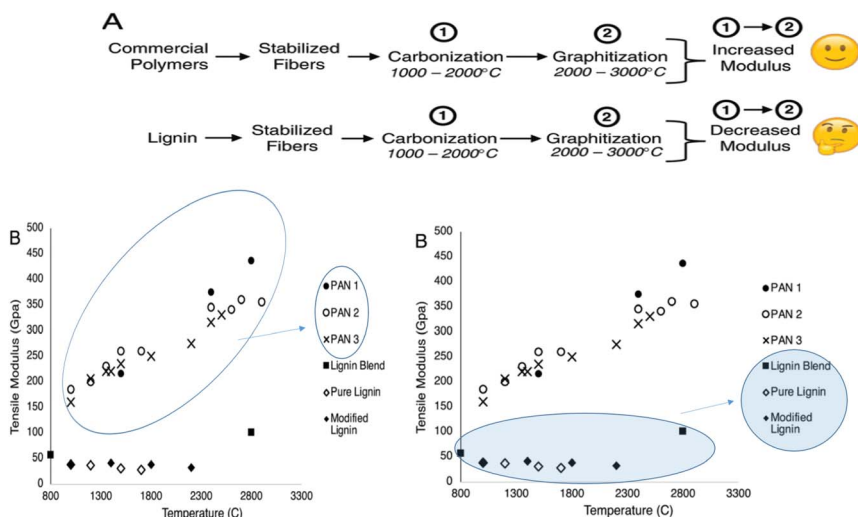 A
Commercial Polymers
Stabilized Fibers
1
Carbonization
1000 – 2000°C
2
Graphitization
2000 – 3000°C
1 2
Increased Modulus
Lignin
Stabilized Fibers
1
Carbonization
1000 – 2000°C
2
Graphitization
2000 – 3000°C
1 2
Decreased Modulus
B
Tensile Modulus (Gpa)
500
450
400
350
300
250
200
150
100
50
0
800 1300 1800 2300 2800 3300
Temperature (C)
PAN 1
PAN 2
PAN 3
Lignin Blend
Pure Lignin
Modified
Lignin
B
Tensile Modulus (Gpa)
500
450
400
350
300
250
200
150
100
50
0
800 1300 1800 2300 2800 3300
Temperature (C)
PAN 1
PAN 2
PAN 3
Lignin Blend
Pure Lignin
Modified
Lignin